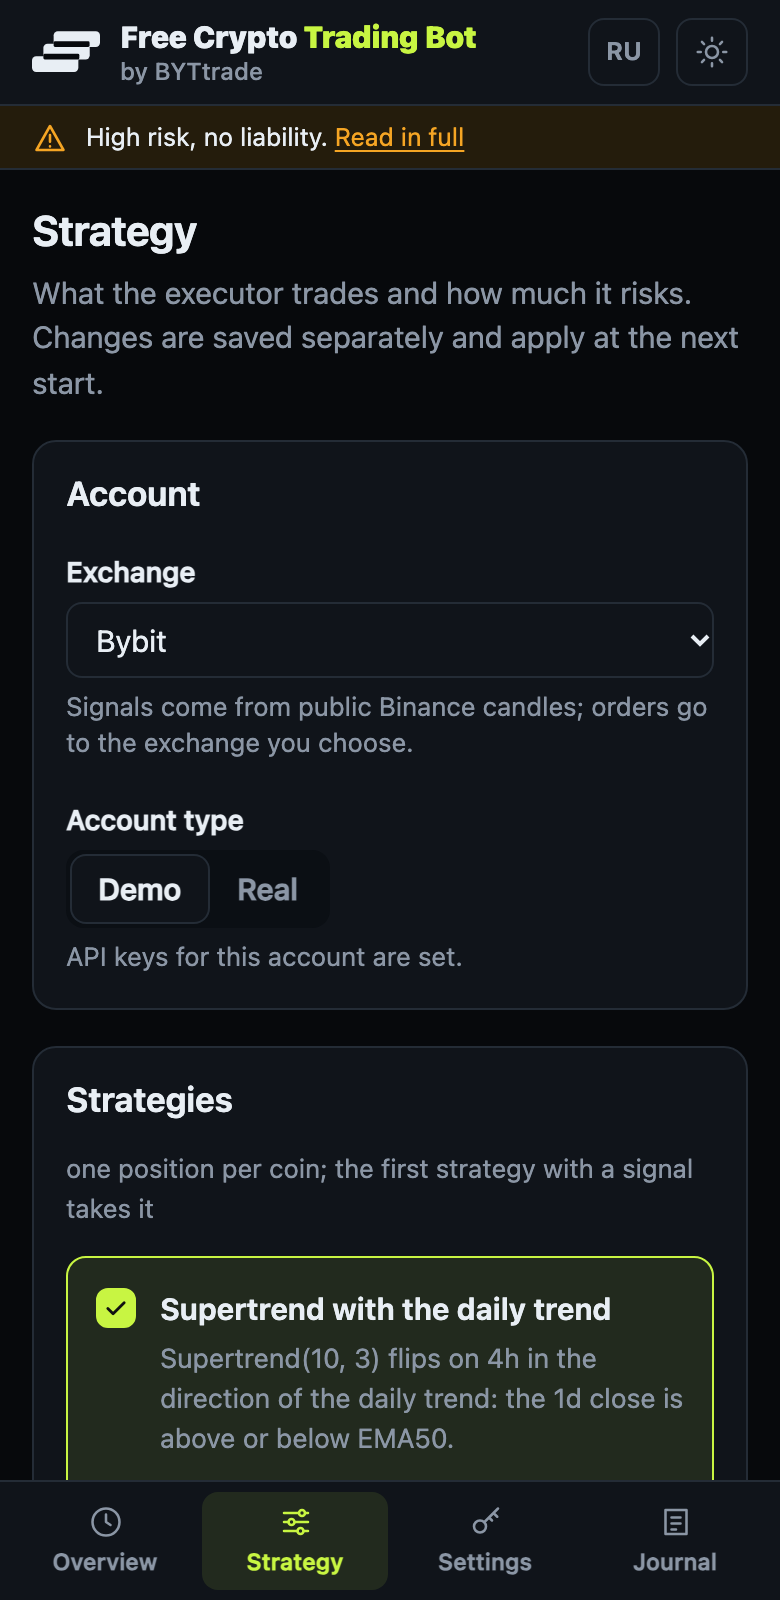 Free Crypto Trading Bot
by BYTtrade
RU
High risk, no liability. Read in full
Strategy
What the executor trades and how much it risks.
Changes are saved separately and apply at the next
start.
Account
Exchange
Bybit
Signals come from public Binance candles; orders go
to the exchange you choose.
Account type
Demo
Real
API keys for this account are set.
Strategies
one position per coin; the first strategy with a signal
takes it
Supertrend with the daily trend
Supertrend(10, 3) flips on 4h in the
direction of the daily trend: the 1d close is
above or below EMA50.
Overview
Strategy
Settings
Journal